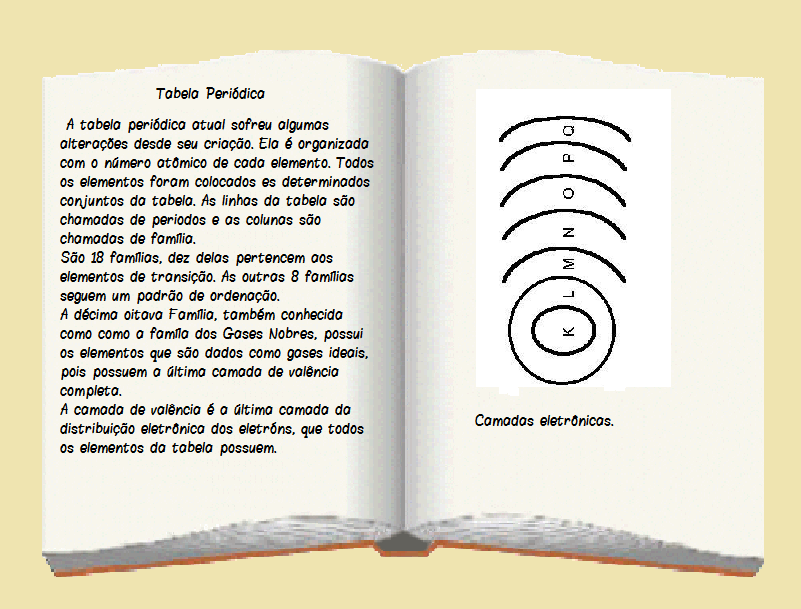 Tabela Periódica
A tabela periódica atual sofreu algumas
alterações desde seu criação. Ela é organizada
com o número atômico de cada elemento. Todos
os elementos foram colocados es determinados
conjuntos da tabela. As linhas da tabela são
chamadas de periodos e as colunas são
chamadas de família.
São 18 famílias, dez delas pertencem aos
elementos de transição. As outras 8 famílias
seguem um padrão de ordenação.
A décima oitava Família, também conhecida
como como a família dos Gases Nobres, possui
os elementos que são dados como gases ideais,
pois possuem a última camada de valência
completa.
A camada de valência é a última camada da
distribuição eletrônica dos eletróns, que todos
os elementos da tabela possuem.
Q
P
O
N
M
L
K
Camadas eletrônicas.